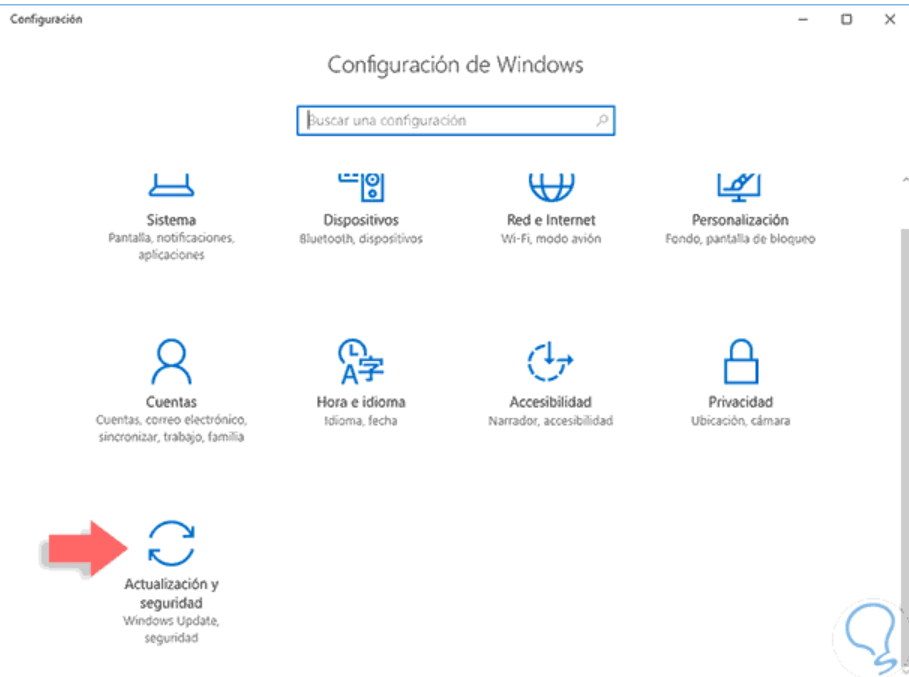 Configuración
Configuración de Windows
Buscar una configuración
Sistema
Pantalla, notificaciones,
aplicaciones
Dispositivos
Bluetooth, dispositivos
Red e Internet
Wi-Fi, modo avión
Personalización
Fondo, pantalla de bloqueo
Cuentas
Cuentas, correo electrónico,
sincronizar, trabajo, familia
A字
Hora e idioma
Idioma, fecha
Accesibilidad
Narrador, accesibilidad
Privacidad
Ubicación, cámara
Actualización y
seguridad
Windows Update,
seguridad